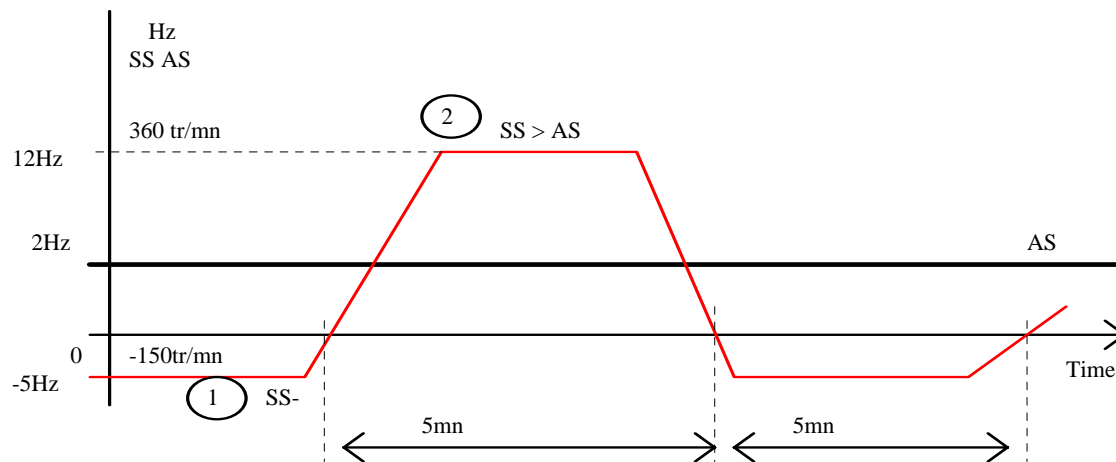 Hz
SS AS
360 tr/mn
2
SS > AS
12Hz
2Hz
AS
0
-150tr/mn
Time
-5Hz
1
SS-
5mn
5mn